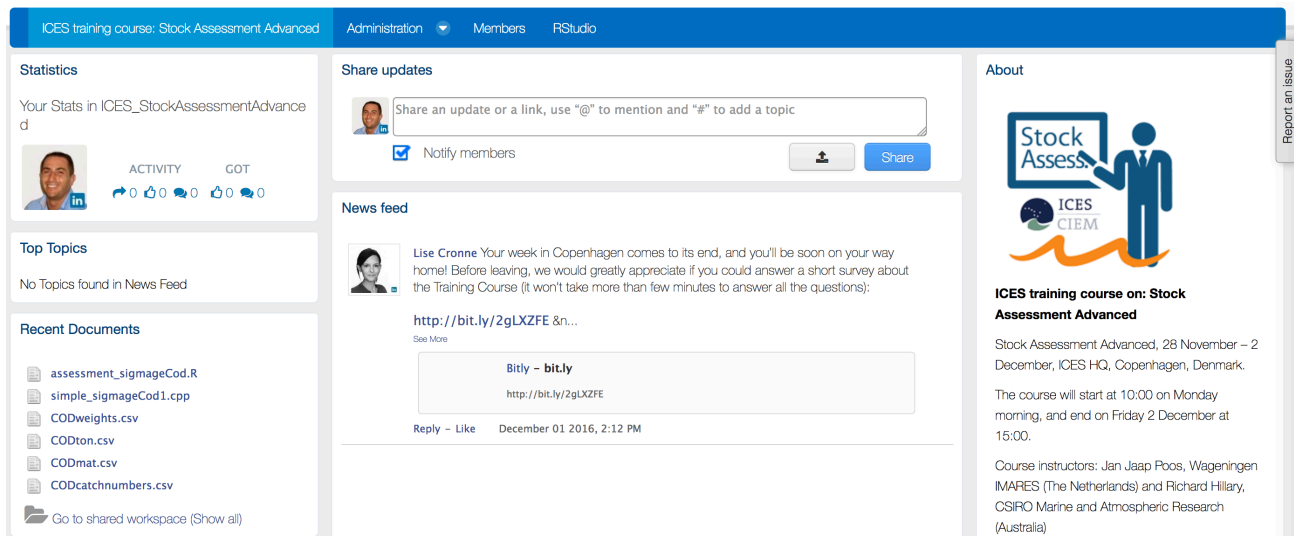 ICES training course: Stock Assessment Advanced
Administration
Members
RStudio
Report an issue
Statistics
Your Stats in ICES_StockAssessmentAdvance
d
ACTIVITY GOT
0 0 0 0 0
in
Top Topics
No Topics found in News Feed
Recent Documents
assessment_sigmageCod.R
simple_sigmageCod1.cpp
CODweights.csv
CODton.csv
CODmat.csv
CODcatchnumbers.csv
Go to shared workspace (Show all)
Share updates
in
Share an update or a link, use “@” to mention and “#” to add a topic
Notify members
Share
News feed
in
Lise Cronne Your week in Copenhagen comes to its end, and you'll be soon on your way
home! Before leaving, we would greatly appreciate if you could answer a short survey about
the Training Course (it won't take more than few minutes to answer all the questions):
http://bit.ly/2gLXZFE &n...
See More
Bitly – bit.ly
http://bit.ly/2gLXZFE
Reply – Like December 01 2016, 2:12 PM
About
Stock
Assess.
ICES
CIEM
ICES training course on: Stock
Assessment Advanced
Stock Assessment Advanced, 28 November – 2
December, ICES HQ, Copenhagen, Denmark.
The course will start at 10:00 on Monday
morning, and end on Friday 2 December at
15:00.
Course instructors: Jan Jaap Poos, Wageningen
IMARES (The Netherlands) and Richard Hillary,
CSIRO Marine and Atmospheric Research
(Australia)